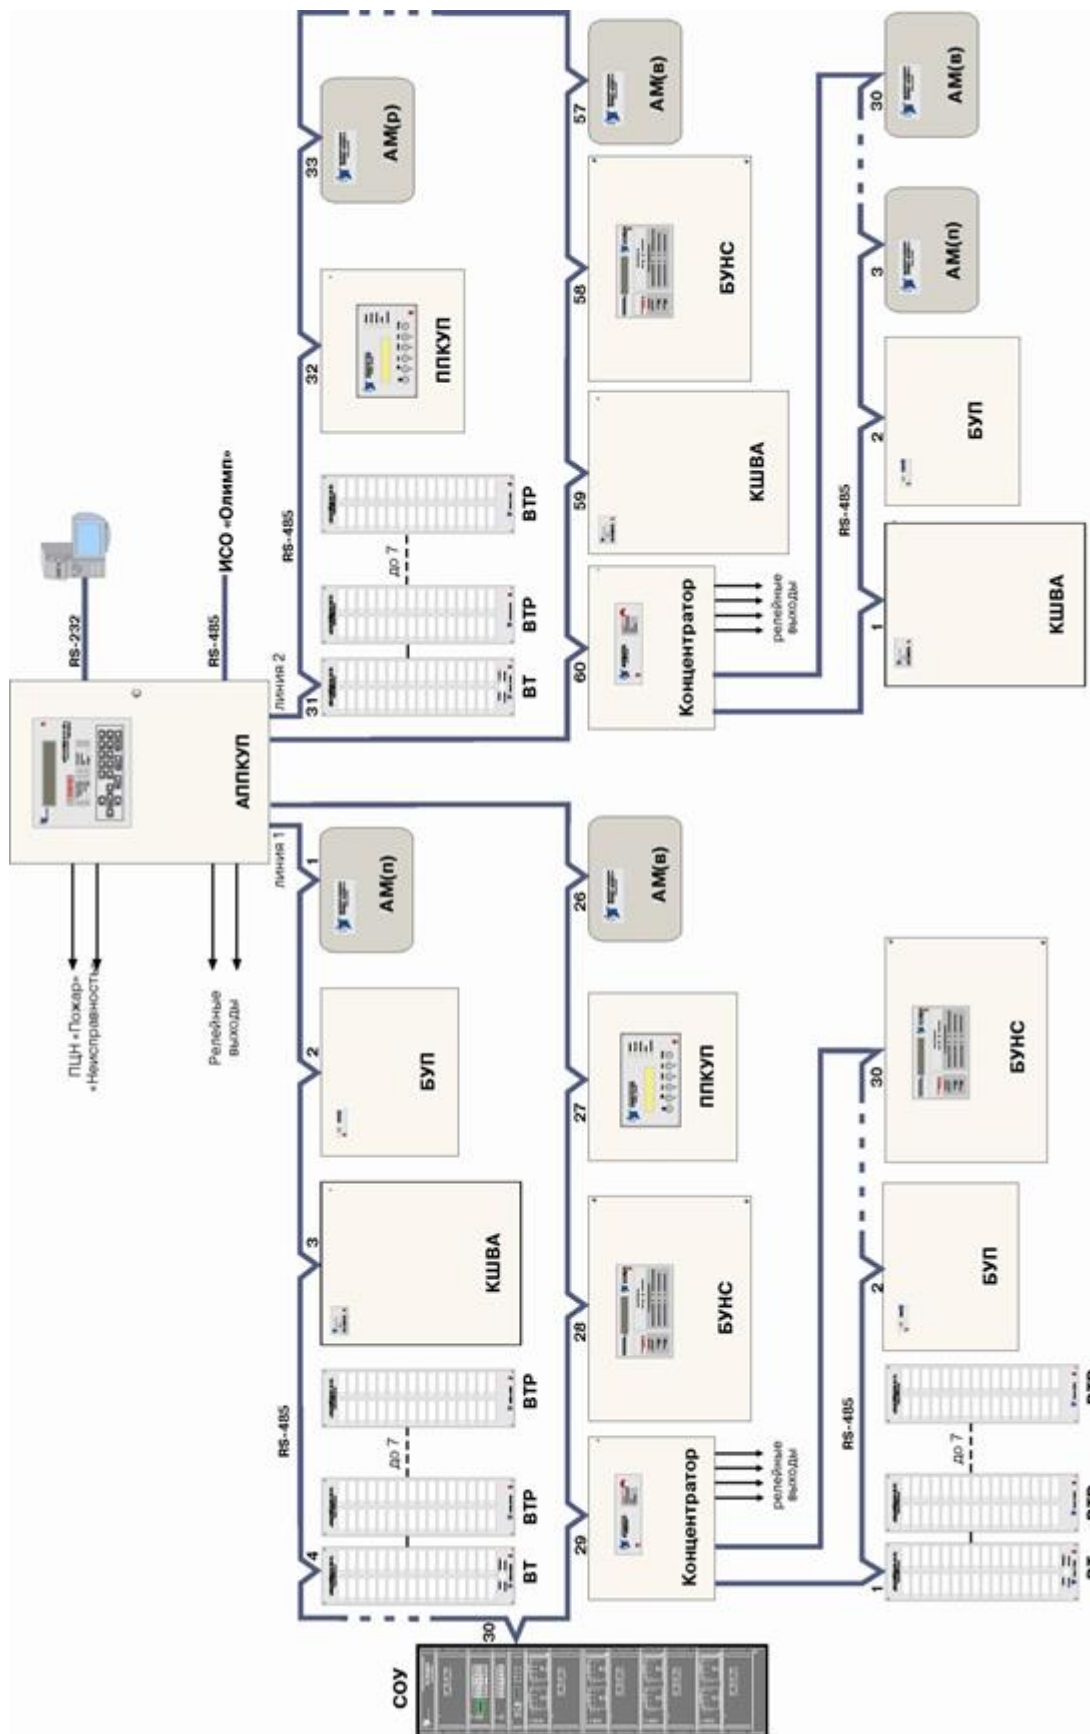 СОУ
30
RS-485
4
ВТ
ВТР
до 7
ВТР
3
КШВА
2
БУП
1
АМ(п)
линия 1
29
Концентратор
релейные
выходы
28
БУНС
27
ППКУП
26
АМ(в)
1
ВТ
ВТР
до 7
ВТР
RS-485
2
БУП
30
БУНС
ПЦН «Пожар»
«Неисправность»
Релейные
выходы
АППКУП
RS-232
RS-485
ИСО «Олимп»
линия 2
31
ВТ
ВТР
до 7
ВТР
RS-485
32
ППКУП
33
АМ(р)
60
Концентратор
релейные
выходы
59
КШВА
58
БУНС
57
АМ(в)
1
КШВА
RS-485
2
БУП
3
АМ(п)
30
АМ(в)